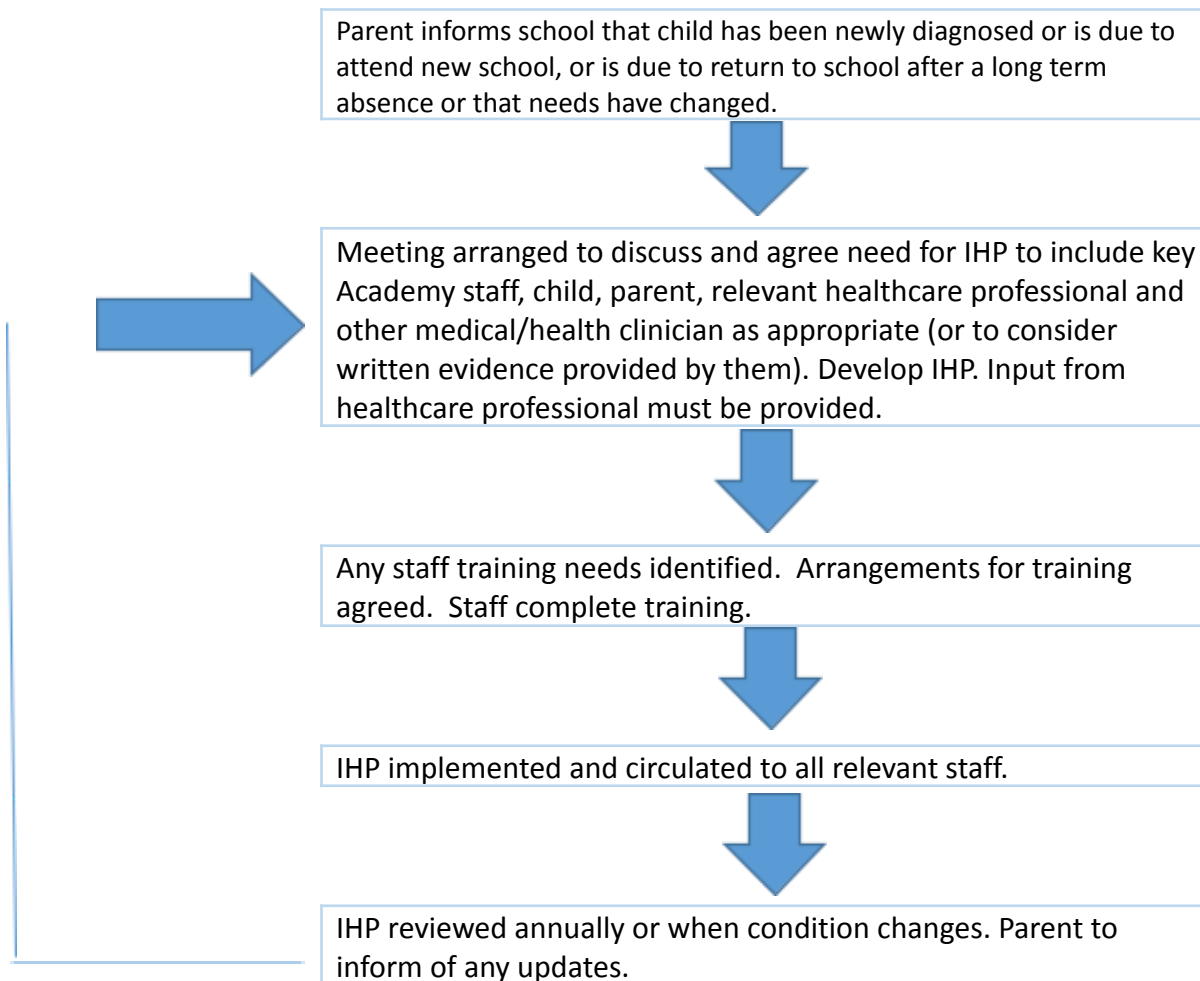 Parent informs school that child has been newly diagnosed or is due to
attend new school, or is due to return to school after a long term
absence or that needs have changed.
Meeting arranged to discuss and agree need for IHP to include key
Academy staff, child, parent, relevant healthcare professional and
other medical/health clinician as appropriate (or to consider
written evidence provided by them). Develop IHP. Input from
healthcare professional must be provided.
Any staff training needs identified.  Arrangements for training
agreed.  Staff complete training.
IHP implemented and circulated to all relevant staff.
IHP reviewed annually or when condition changes. Parent to
inform of any updates.